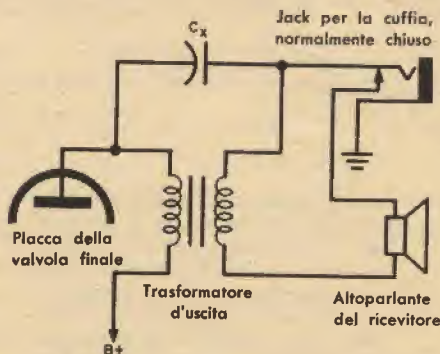 Jack per la cuffia,
normalmente chiuso
Cx
Placca della
valvola finale
Trasformatore
d'uscita
Altoparlante
del ricevitore
B+